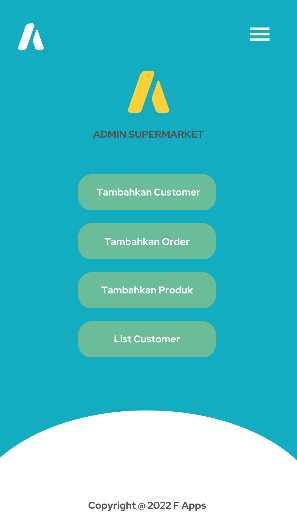 ADMIN SUPERMARKET
Tambahkan Customer
Tambahkan Order
Tambahkan Produk
List Customer
Copyright @ 2022 F Apps